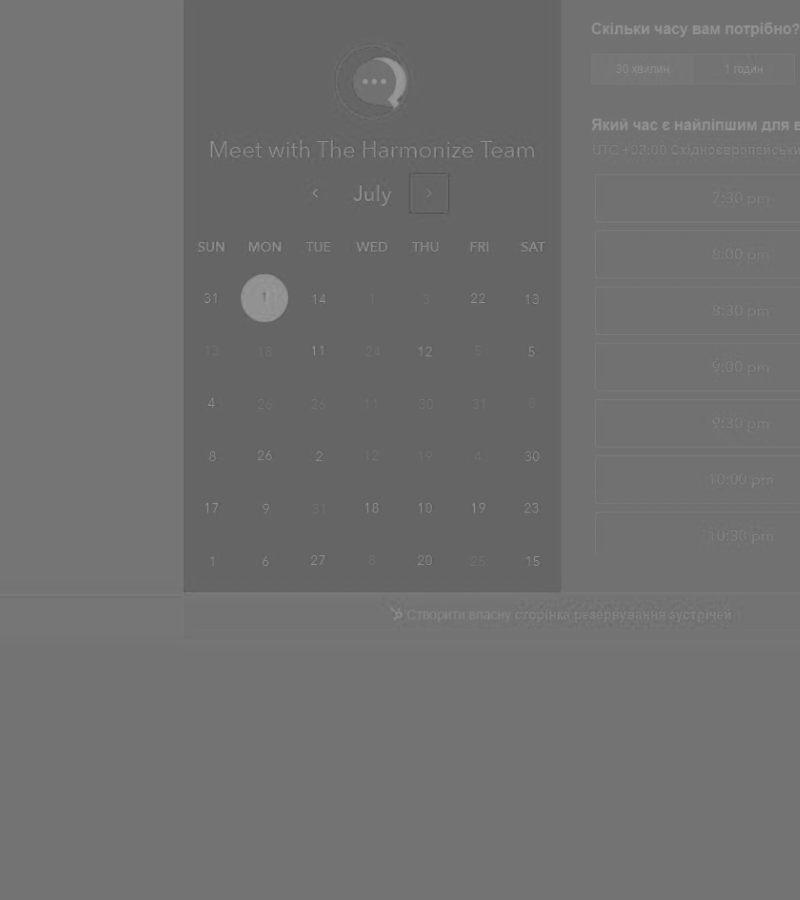 Meet with The Harmonize Team
July
SUN MON TUE WED THU FRI SAT
31 14 1 3 22 13
13 18 11 24 12 5 5
4 26 26 11 30 31 8
8 26 2 12 19 4 30
17 9 31 18 10 19 23
1 6 27 8 20 25 15
Скільки часу вам потрібно?
30 хвилин 1 годин
Який час є найліпшим для
UTC +03:00
7:30 pm
8:00 pm
8:30 pm
9:00 pm
9:30 pm
10:00 pm
10:30 pm
Створити власну сторінка резервування зустрічей